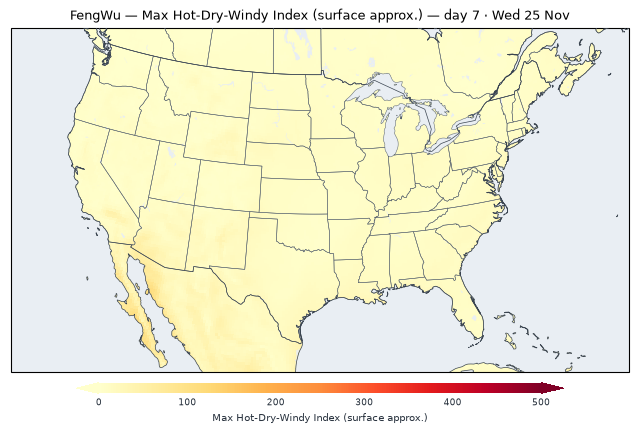 FengWu — Max Hot-Dry-Windy Index (surface approx.) — day 7 · Wed 25 Nov
0 100 200 300 400 500
Max Hot-Dry-Windy Index (surface approx.)